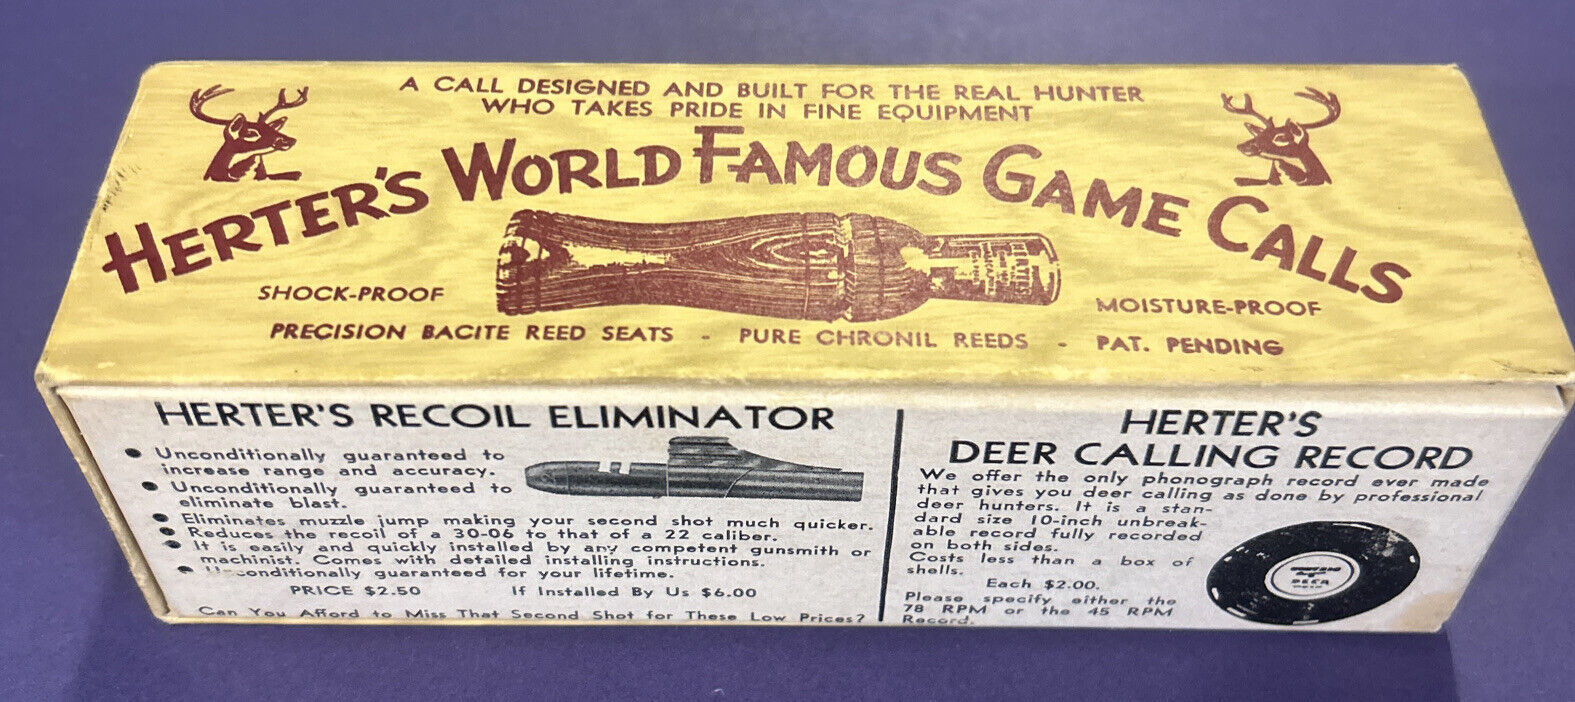 A CALL DESIGNED AND BUILT FOR THE REAL HUNTER
WHO TAKES PRIDE IN FINE EQUIPMENT
HERTER'S WORLD FAMOUS GAME CALLS
SHOCK-PROOF
MOISTURE-PROOF
PRECISION BACITE REED SEATS - PURE CHRONIL REEDS - PAT. PENDING
HERTER'S RECOIL ELIMINATOR
• Unconditionally guaranteed to
increase range and accuracy.
• Unconditionally guaranteed to
eliminate blast.
• Eliminates muzzle jump making your second shot much quicker.
• Reduces the recoil of a 30-06 to that of a 22 caliber.
• It is easily and quickly installed by any competent gunsmith or
machinist. Comes with detailed installing instructions.
• Unconditionally guaranteed for your lifetime.
PRICE $2.50 If Installed By Us $6.00
Can You Afford to Miss That Second Shot for These Low Prices?
HERTER'S
DEER CALLING RECORD
We offer the only phonograph record ever made
that gives you deer calling as done by professional
deer hunters. It is a stan-
dard size 10-inch unbreak-
able record fully recorded
on both sides.
Costs less than a box of
shells.
Each $2.00.
Please specify either the
78 RPM or the 45 RPM
Record.
DEER